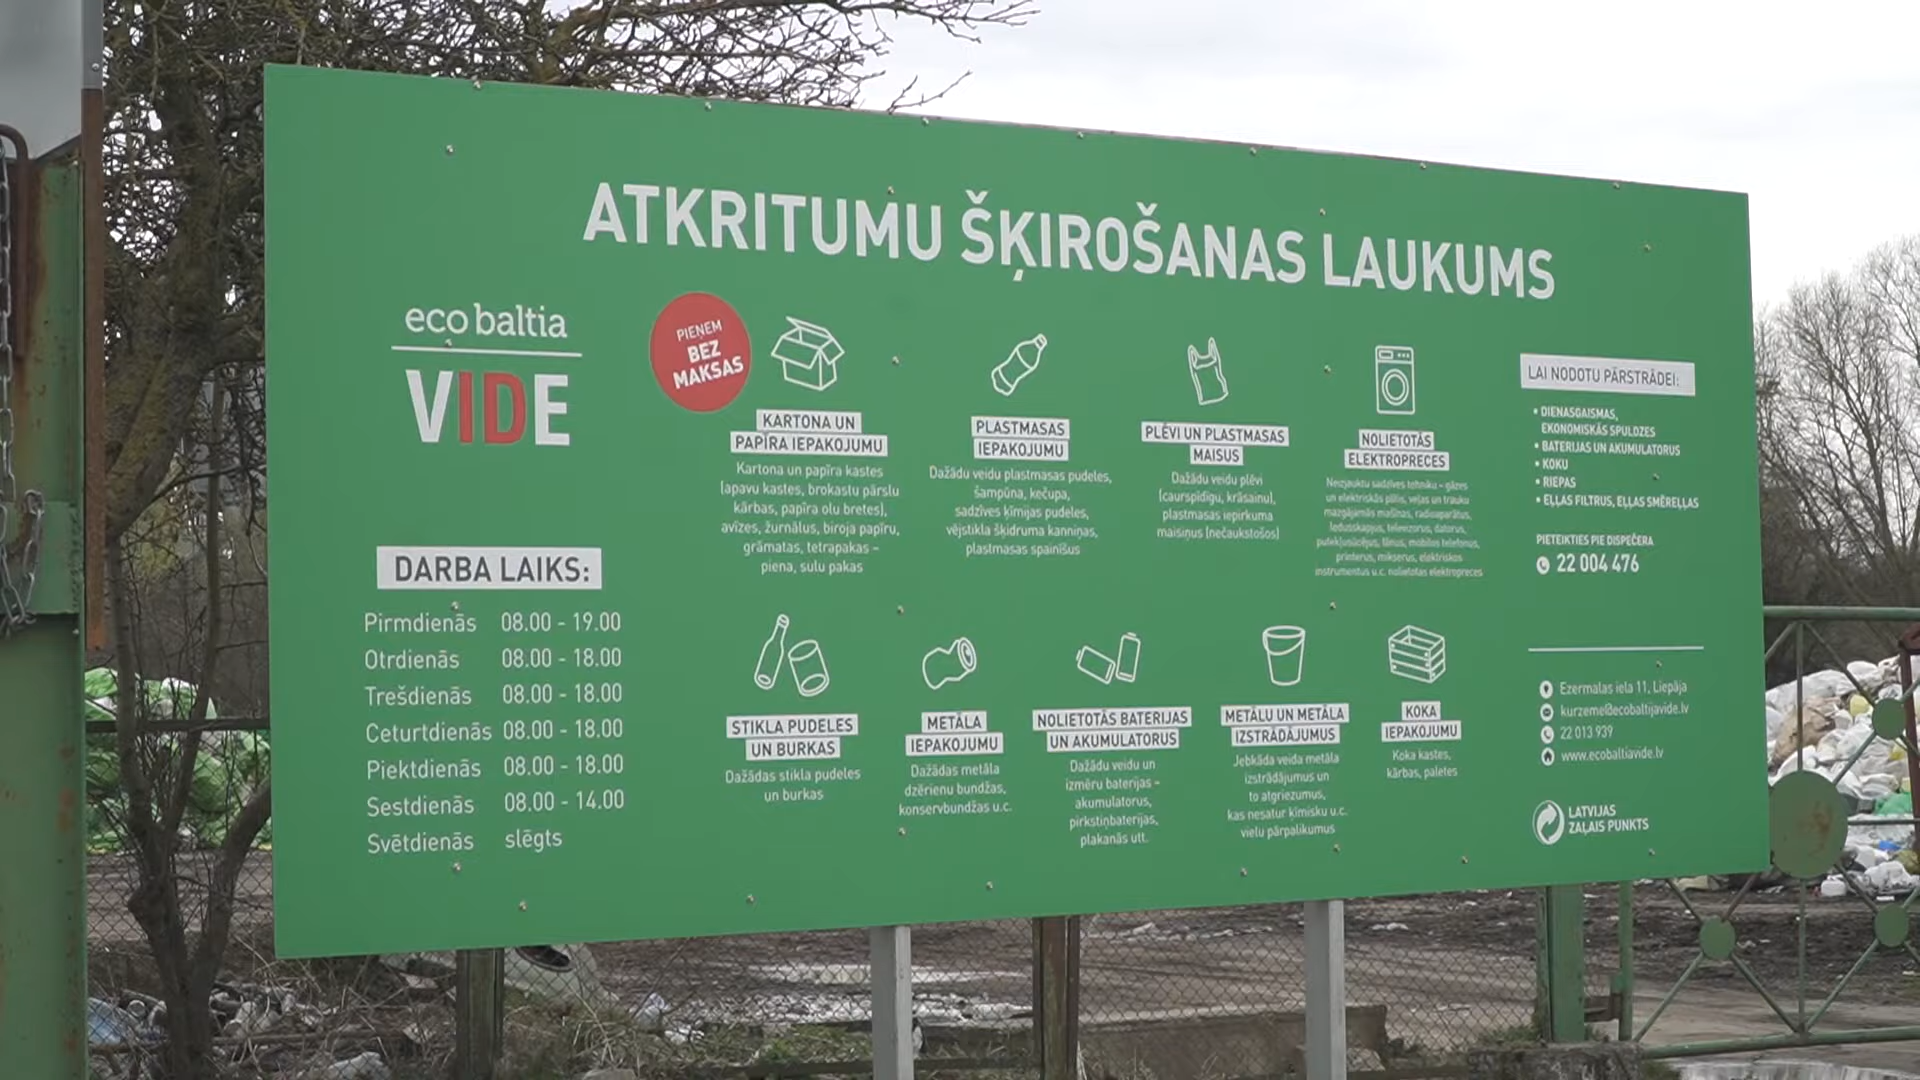 ATKRITUMU ŠĶIROŠANAS LAUKUMS
eco baltia
VIDE
DARBA LAIKS:
Pirmdienās 08.00 - 19.00
Otrdienās 08.00 - 18.00
Trešdienās 08.00 - 18.00
Ceturtdienās 08.00 - 18.00
Piektdienās 08.00 - 18.00
Sestdienās 08.00 - 14.00
Svētdienās slēgts
PIEŅEM
BEZ
MAKSAS
KARTONA UN
PAPĪRA IEPAKOJUMU
Kartona un papīra kastes
(apavu kastes, brokastu pārslu
kārbas, papīra olu bretes),
avīzes, žurnālus, biroja papīru,
grāmatas, tetrapakas –
piena, sulu pakas
PLASTMASAS
IEPAKOJUMU
Dažādu veidu plastmasas pudeles,
šampūna, kečupa,
sadzīves ķīmijas pudeles,
vējstikla šķidruma kanniņas,
plastmasas spainīšus
PLĒVI UN PLASTMASAS
MAISUS
Dažādu veidu plēvi
(caurspīdīgu, krāsainu),
plastmasas iepirkuma
maisiņus (nečaukstošos)
NOLIETOTĀS
ELEKTROPRECES
Neizjauktu sadzīves tehniku – gāzes
un elektriskās plītis, veļas un trauku
mazgājamās mašīnas, radioaparātus,
ledusskapjus, televizorus, datorus,
putekļusūcējus, fēnus, mobilos telefonus,
printerus, mikserus, elektriskos
instrumentus u.c. nolietotas elektropreces
STIKLA PUDELES
UN BURKAS
Dažādas stikla pudeles
un burkas
METĀLA
IEPAKOJUMU
Dažādas metāla
dzērienu bundžas,
konservbundžas u.c.
NOLIETOTĀS BATERIJAS
UN AKUMULATORUS
Dažādu veidu un
izmēru baterijas –
akumulatorus,
pirkstiņbaterijas,
plakanās utt.
METĀLU UN METĀLA
IZSTRĀDĀJUMUS
Jebkāda veida metāla
izstrādājumus un
to atgriezumus,
kas nesatur ķīmisku u.c.
vielu pārpalikumus
KOKA
IEPAKOJUMU
Koka kastes,
kārbas, paletes
LAI NODOTU PĀRSTRĀDEI:
• DIENASGAISMAS,
EKONOMISKĀS SPULDZES
• BATERIJAS UN AKUMULATORUS
• KOKU
• RIEPAS
• EĻĻAS FILTRUS, EĻĻAS SMĒREĻĻAS
PIETEIKTIES PIE DISPEČERA
22 004 476
Ezermalas iela 11, Liepāja
kurzeme@ecobaltijavide.lv
22 013 939
www.ecobaltiavide.lv
LATVIJAS
ZAĻAIS PUNKTS